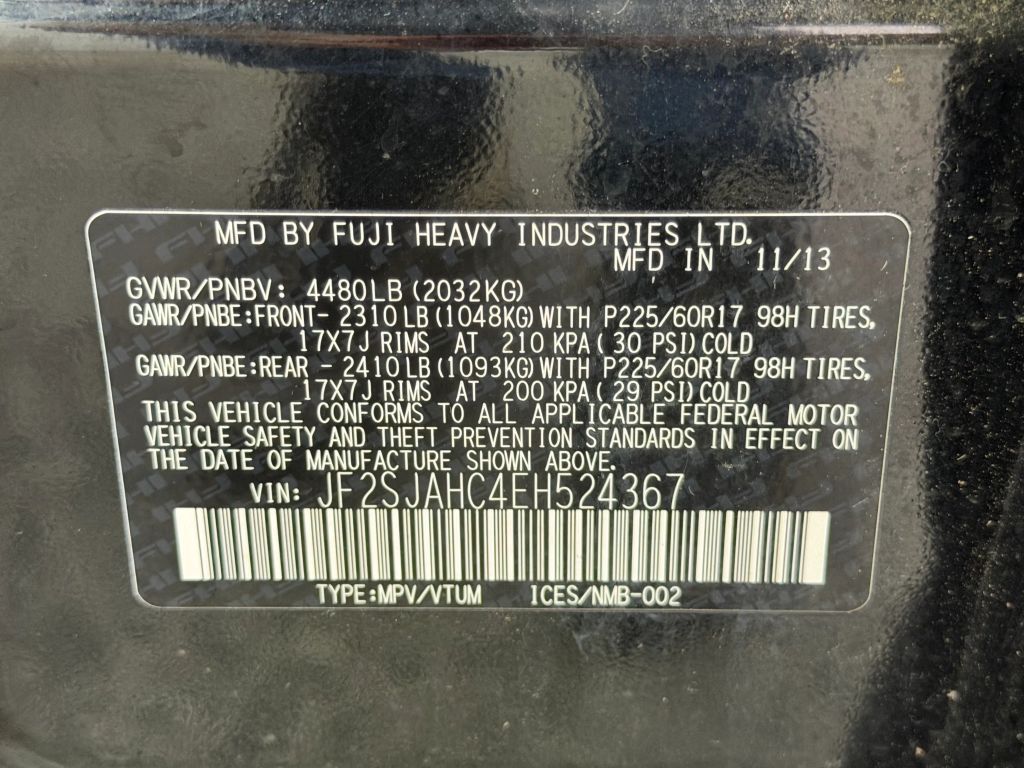 MFD BY FUJI HEAVY INDUSTRIES LTD.
MFD IN 11/13
GVWR/PNBV: 4480LB(2032KG)
GAWR/PNBE:FRONT- 2310LB(1048KG)WITH P225/60R17 98H TIRES,
17X7J RIMS AT 210 KPA(30 PSI)COLD
GAWR/PNBE:REAR - 2410LB(1093KG)WITH P225/60R17 98H TIRES,
17X7J RIMS AT 200 KPA(29 PSI)COLD
THIS VEHICLE CONFORMS TO ALL APPLICABLE FEDERAL MOTOR
VEHICLE SAFETY AND THEFT PREVENTION STANDARDS IN EFFECT ON
THE DATE OF MANUFACTURE SHOWN ABOVE.
VIN: JF2SJAHC4EH524367
TYPE:MPV/VTUM ICES/NMB-002